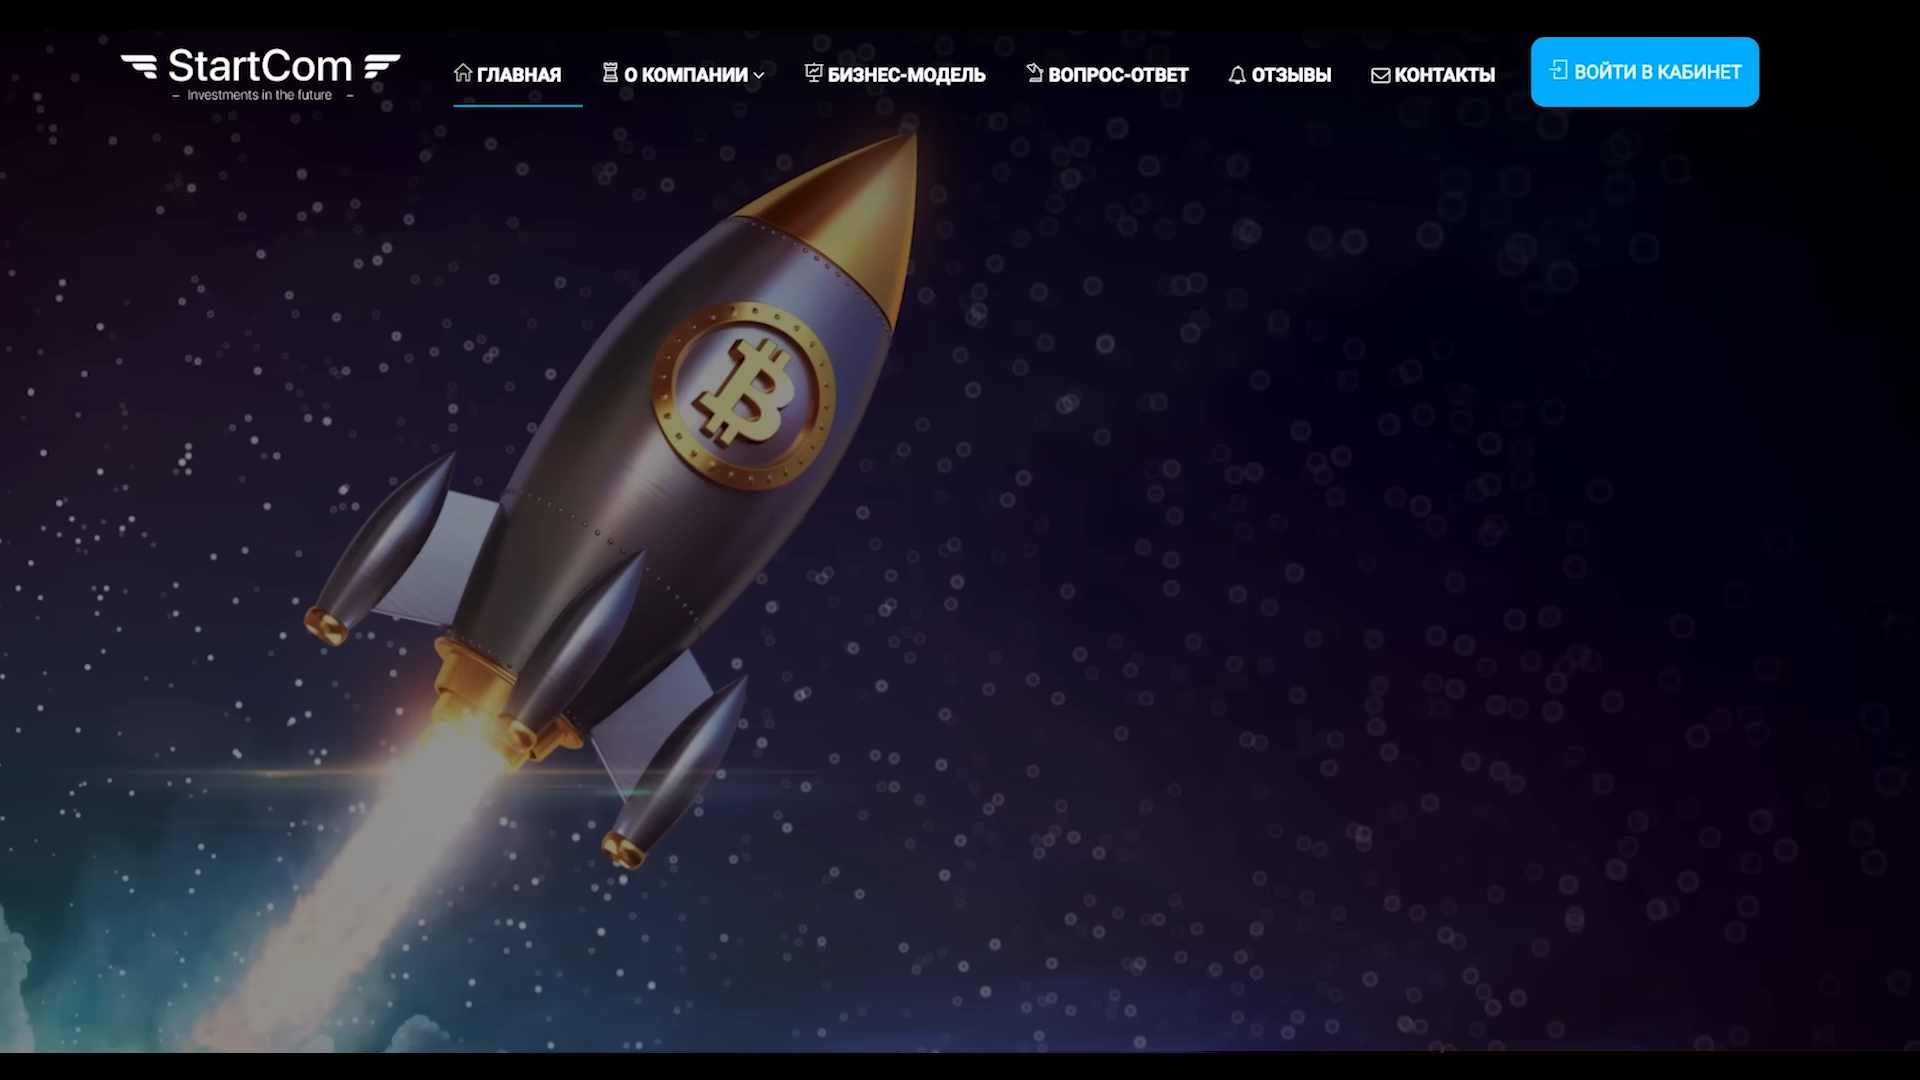 StartCom
– Investments in the future –
ГЛАВНАЯ
О КОМПАНИИ
БИЗНЕС-МОДЕЛЬ
ВОПРОС-ОТВЕТ
ОТЗЫВЫ
КОНТАКТЫ
ВОЙТИ В КАБИНЕТ